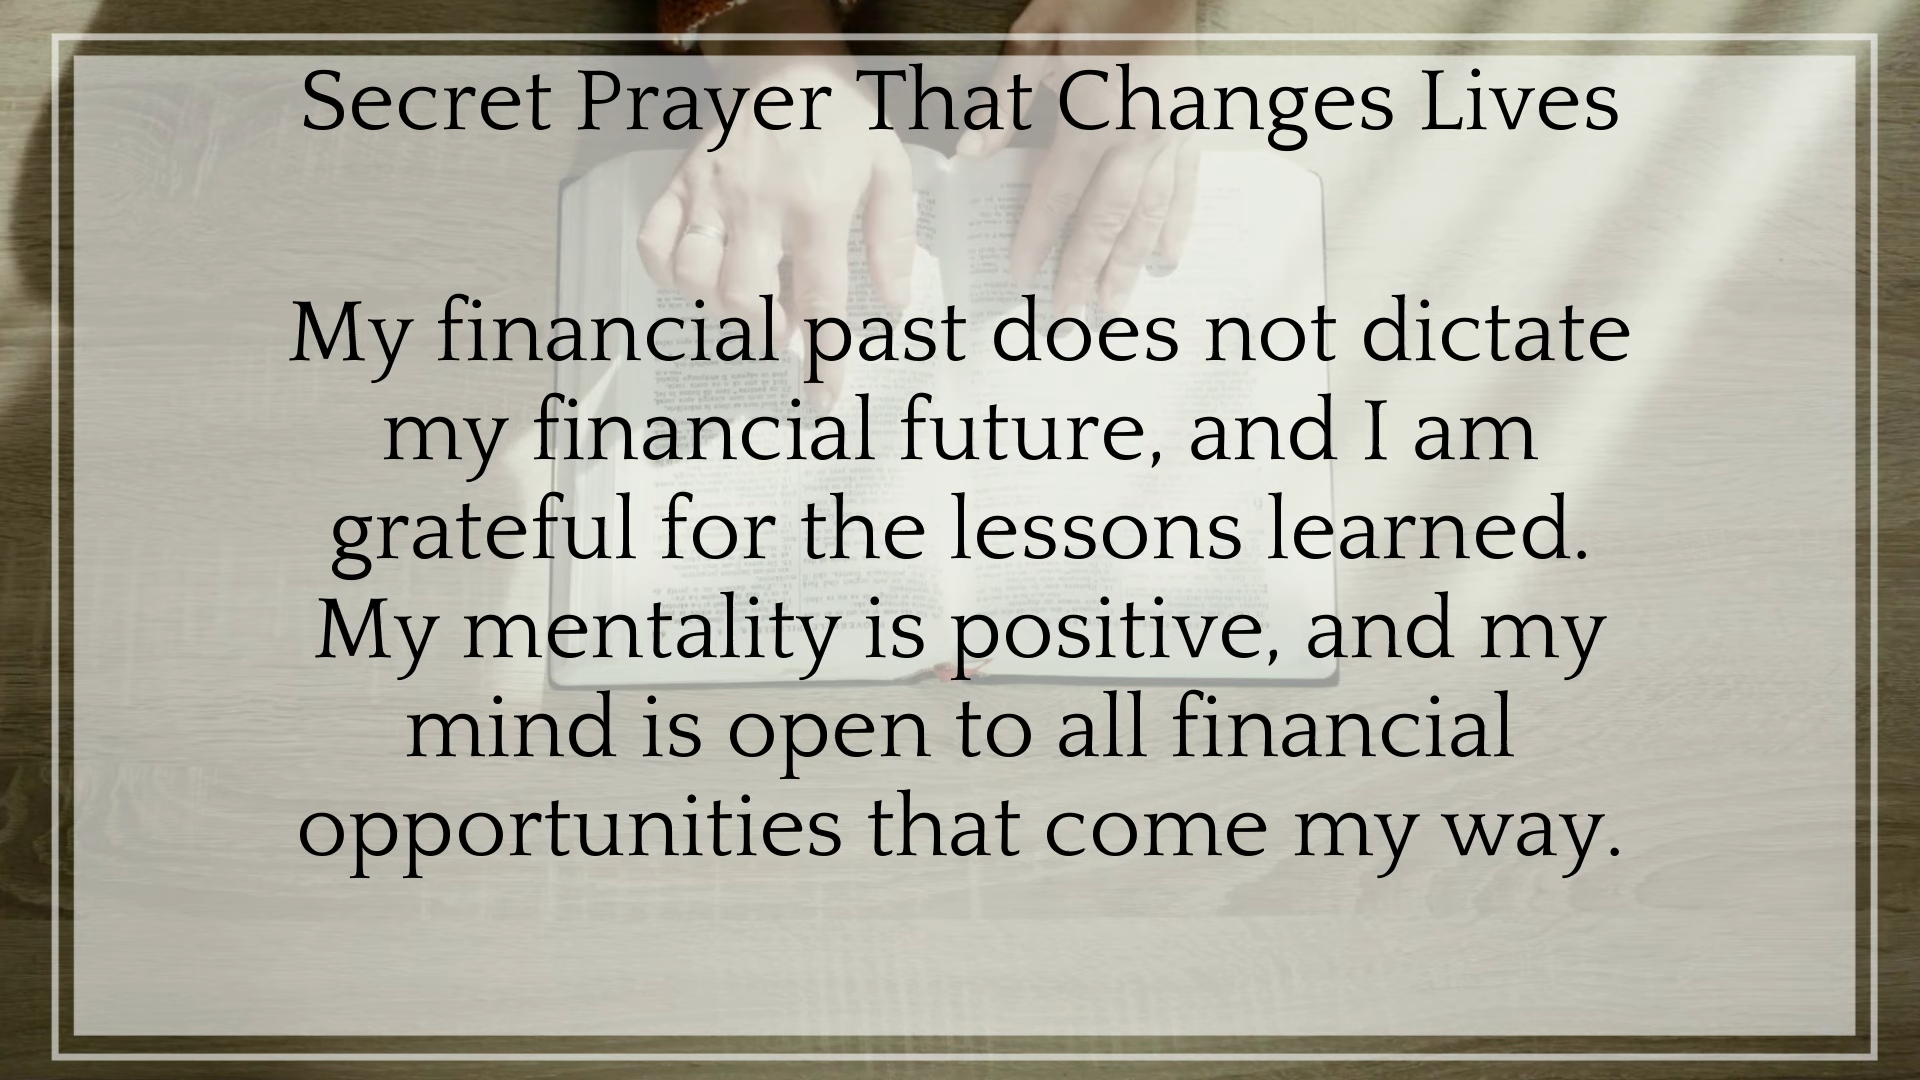 Secret Prayer That Changes Lives
My financial past does not dictate
my financial future, and I am
grateful for the lessons learned.
My mentality is positive, and my
mind is open to all financial
opportunities that come my way.